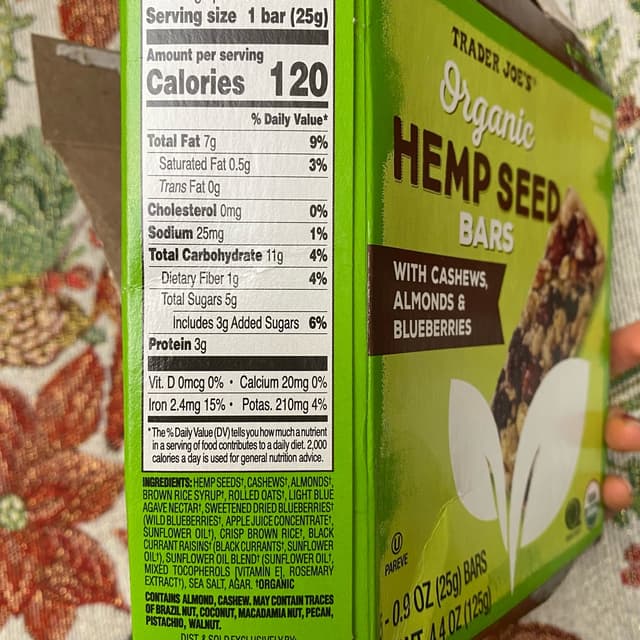 Serving size 1 bar (25g)
Amount per serving
Calories 120
% Daily Value*
Total Fat 7g 9%
Saturated Fat 0.5g 3%
Trans Fat 0g
Cholesterol 0mg 0%
Sodium 25mg 1%
Total Carbohydrate 11g 4%
Dietary Fiber 1g 4%
Total Sugars 5g
Includes 3g Added Sugars 6%
Protein 3g
Vit. D 0mcg 0% • Calcium 20mg 0%
Iron 2.4mg 15% • Potas. 210mg 4%
*The % Daily Value (DV) tells you how much a nutrient
in a serving of food contributes to a daily diet. 2,000
calories a day is used for general nutrition advice.
INGREDIENTS: HEMP SEEDS†, CASHEWS†, ALMONDS†,
BROWN RICE SYRUP†, ROLLED OATS†, LIGHT BLUE
AGAVE NECTAR†, SWEETENED DRIED BLUEBERRIES†
(WILD BLUEBERRIES†, APPLE JUICE CONCENTRATE†,
SUNFLOWER OIL†), CRISP BROWN RICE†, BLACK
CURRANT RAISINS† (BLACK CURRANTS†, SUNFLOWER
OIL†), SUNFLOWER OIL BLEND† (SUNFLOWER OIL†,
MIXED TOCOPHEROLS [VITAMIN E], ROSEMARY
EXTRACT†), SEA SALT, AGAR. †ORGANIC
CONTAINS ALMOND, CASHEW. MAY CONTAIN TRACES
OF BRAZIL NUT, COCONUT, MACADAMIA NUT, PECAN,
PISTACHIO, WALNUT.
DIST. & SOLD EXCLUSIVELY BY:
TRADER JOE'S
Organic
HEMP SEED
BARS
WITH CASHEWS,
ALMONDS &
BLUEBERRIES
U
PAREVE
- 0.9 OZ (25g) BARS
4.4 OZ (125g)